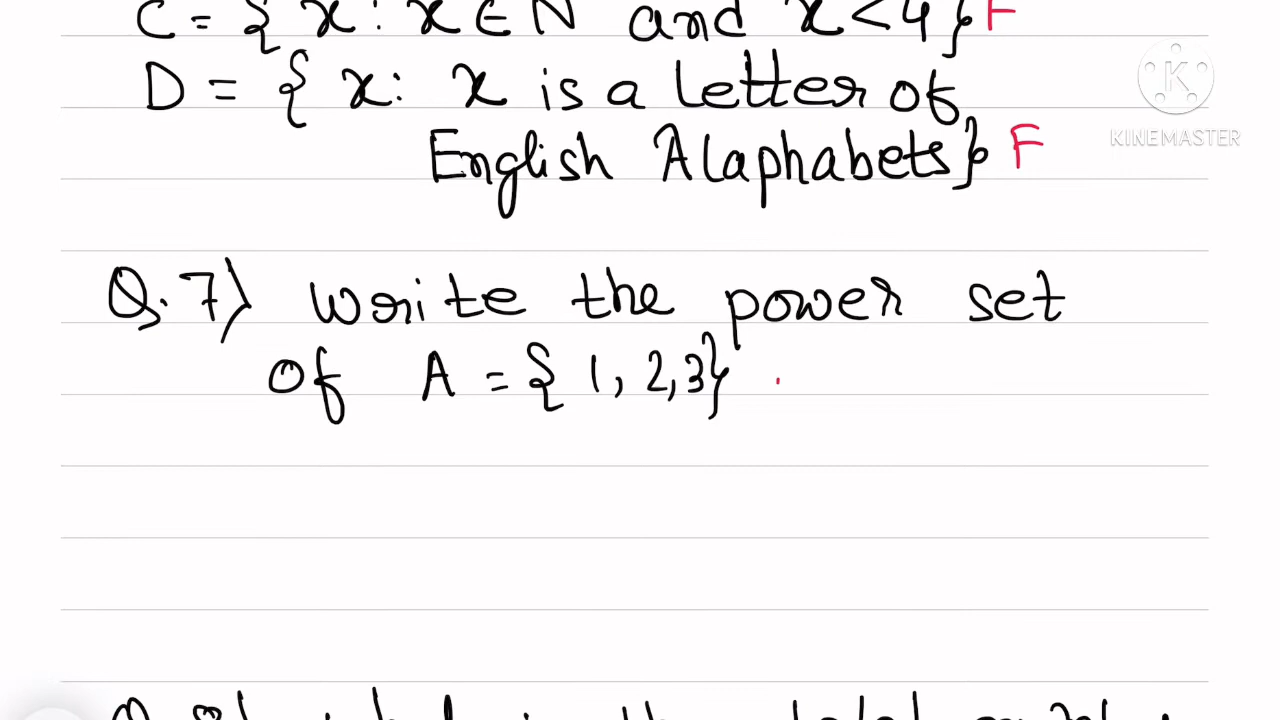 C = { x : x ∈ N and x < 4} F
D = { x: x is a letter of
English Alaphabets} F
KINEMASTER
Q.7) Write the power set
of A = { 1, 2, 3}